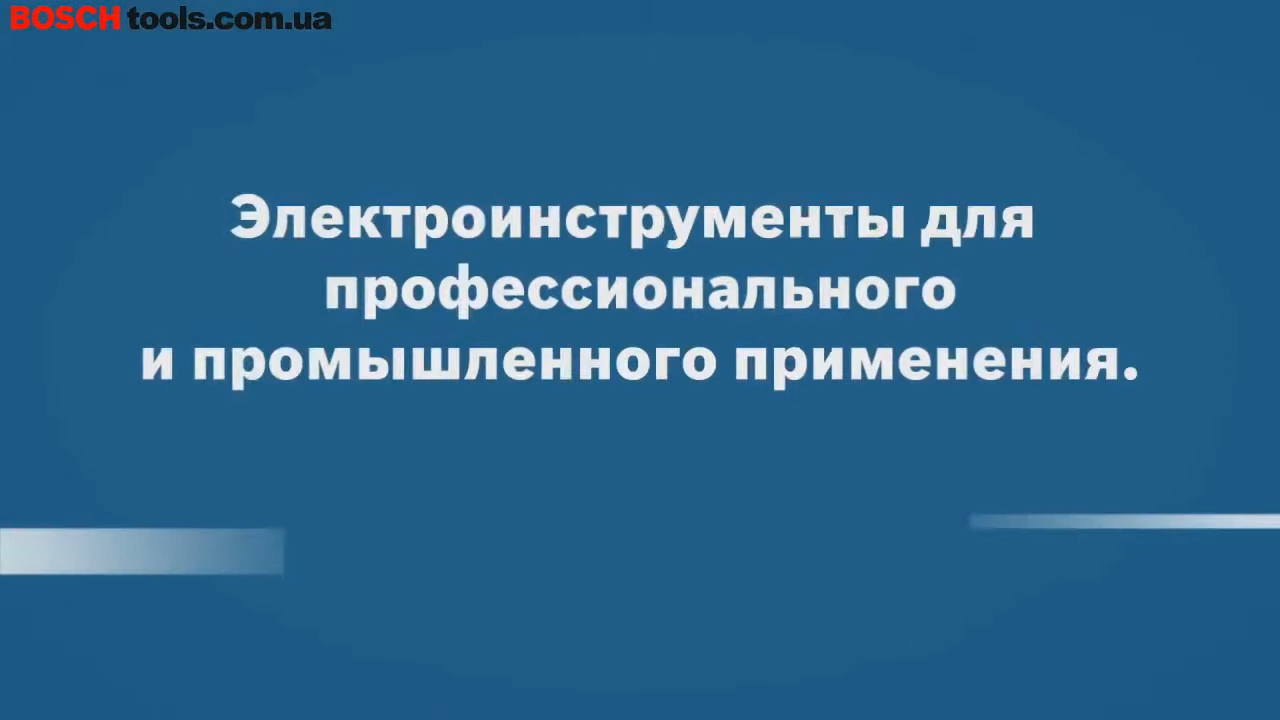 BOSCH tools.com.ua
Электроинструменты для
профессионального
и промышленного применения.